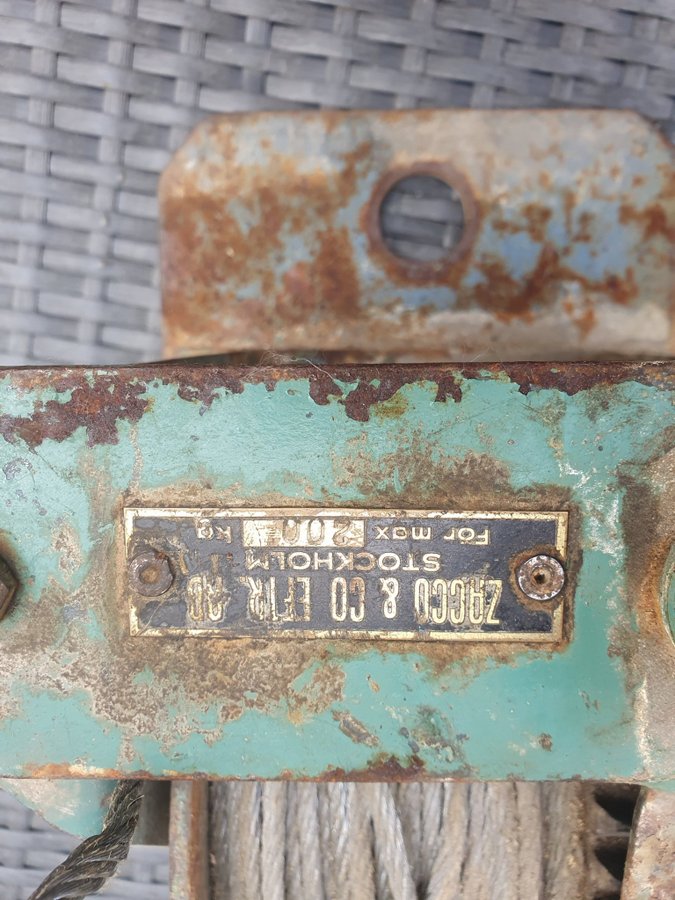 ZACCO & CO EFTR. AB
STOCKHOLM
För max 200 kg